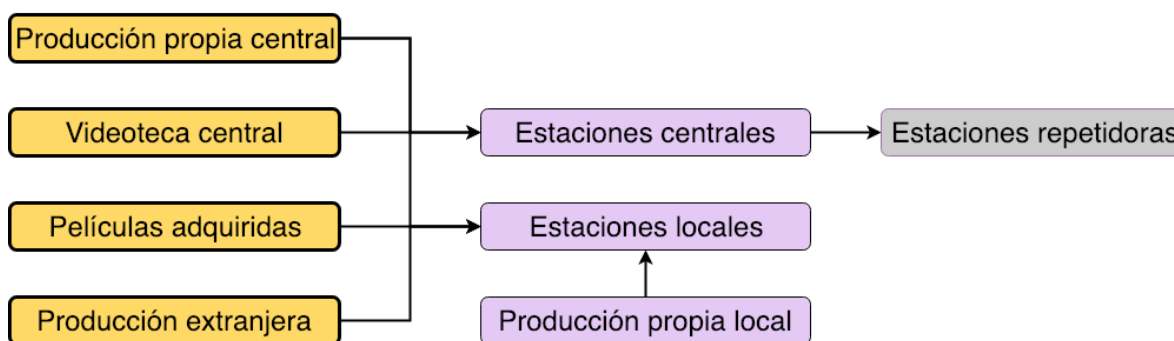 Producción propia central
Videoteca central
Estaciones centrales
Estaciones repetidoras
Películas adquiridas
Estaciones locales
Producción extranjera
Producción propia local